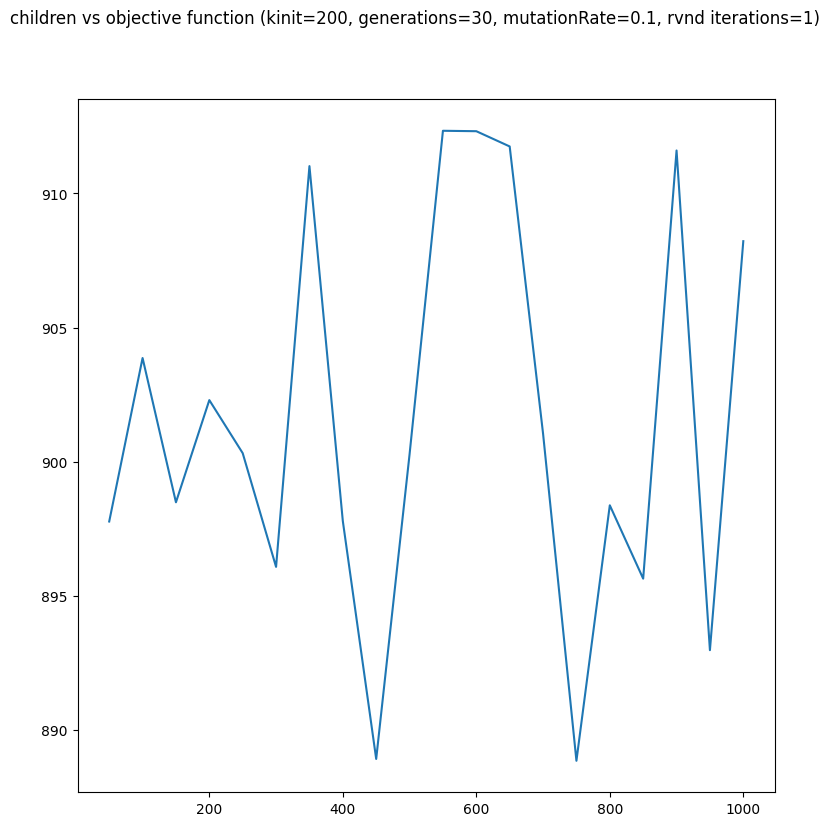 children vs objective function (kinit=200, generations=30, mutationRate=0.1, rvnd iterations=1)
910
905
900
895
890
200 400 600 800 1000